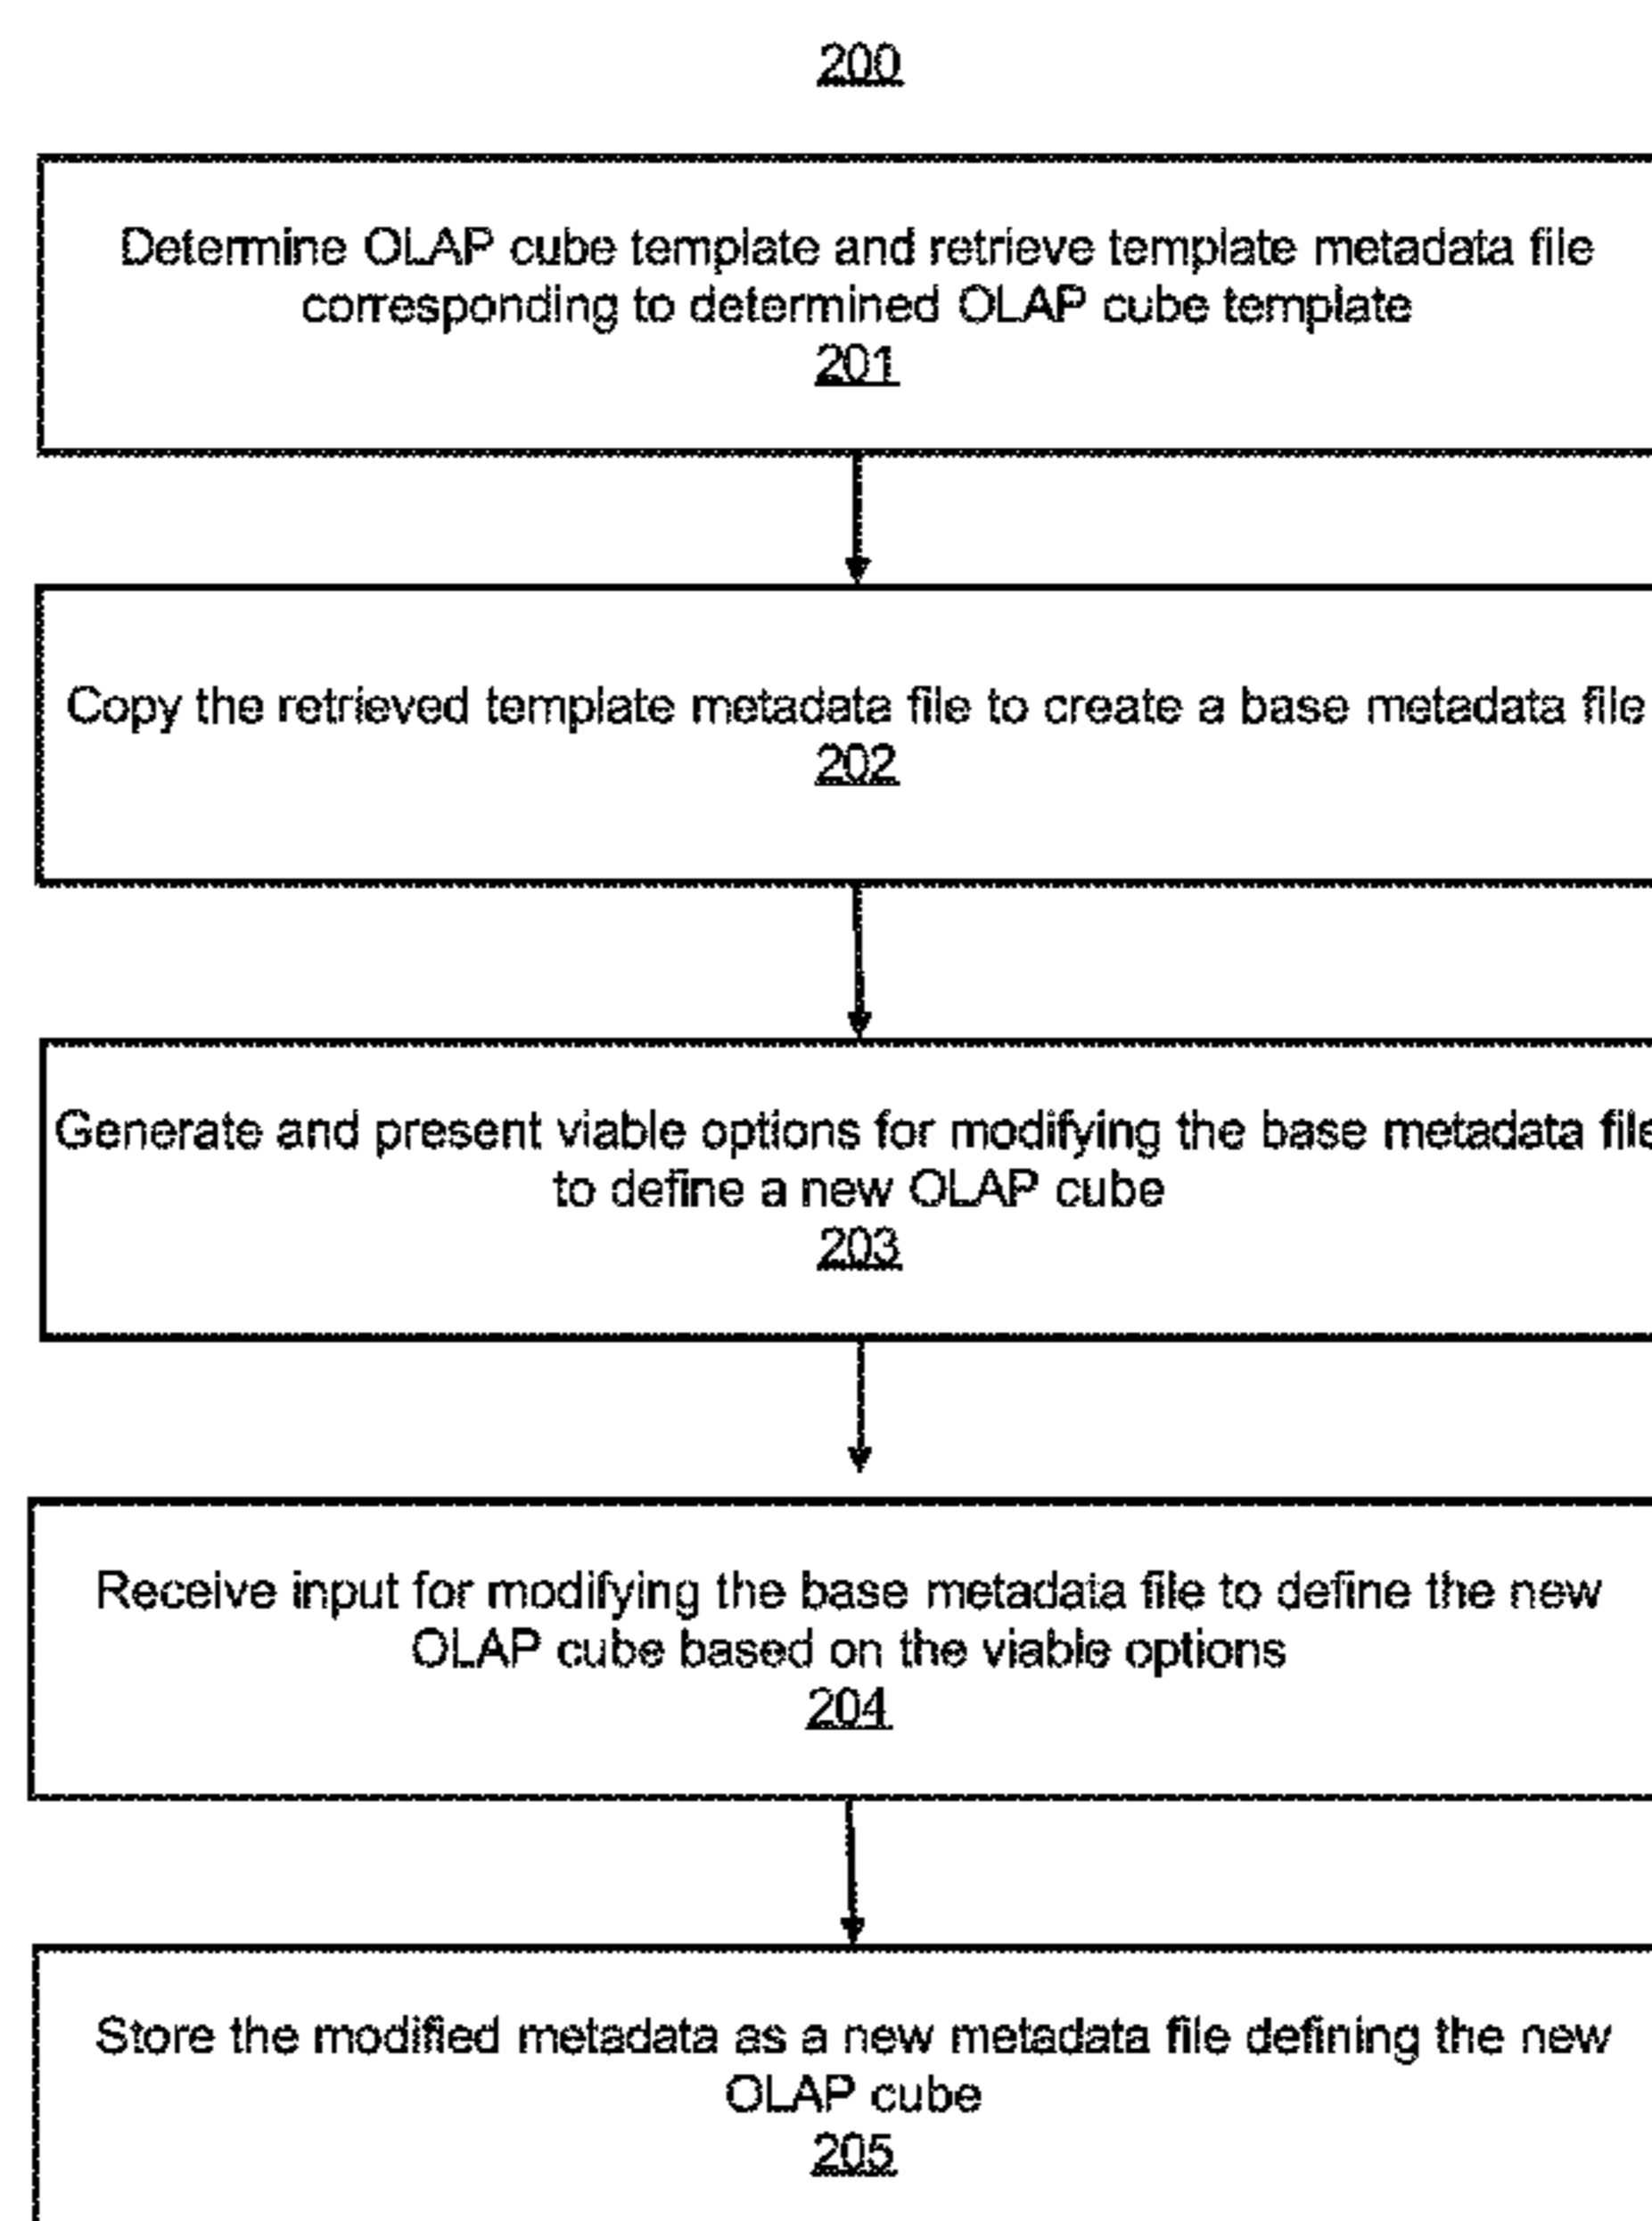 200
Determine OLAP cube template and retrieve template metadata file
corresponding to determined OLAP cube template
201
Copy the retrieved template metadata file to create a base metadata file
202
Generate and present viable options for modifying the base metadata file
to define a new OLAP cube
203
Receive input for modifying the base metadata file to define the new
OLAP cube based on the viable options
204
Store the modified metadata as a new metadata file defining the new
OLAP cube
205